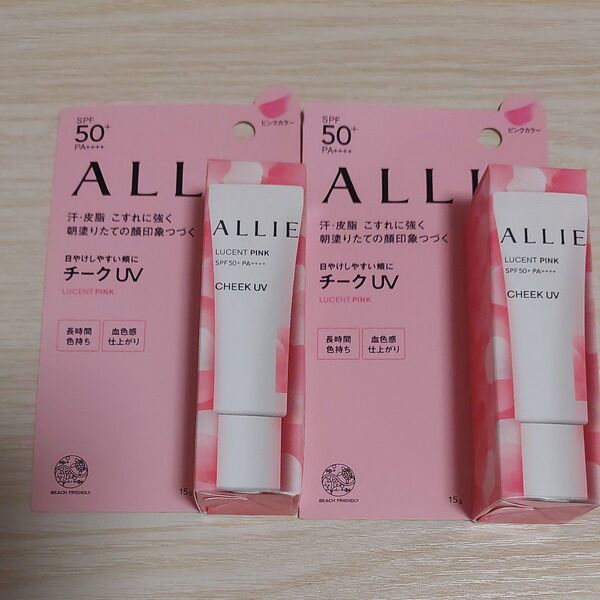 SPF
50+
PA++++
ピンクカラー
ALLI
汗・皮脂 こすれに強く
朝塗りたての顔印象つづく
日やけしやすい頬に
チークUV
LUCENT PINK
長時間
色持ち
血色感
仕上がり
BEACH FRIENDLY
15g
ALLIE
LUCENT PINK
SPF50+ PA++++
CHEEK UV
SPF
50+
PA++++
ピンクカラー
ALL
汗・皮脂 こすれに強く
朝塗りたての顔印象つづく
日やけしやすい頬に
チークUV
LUCENT PINK
長時間
色持ち
血色感
仕上がり
BEACH FRIENDLY
15g
ALLIE
LUCENT PINK
SPF50+ PA++++
CHEEK UV